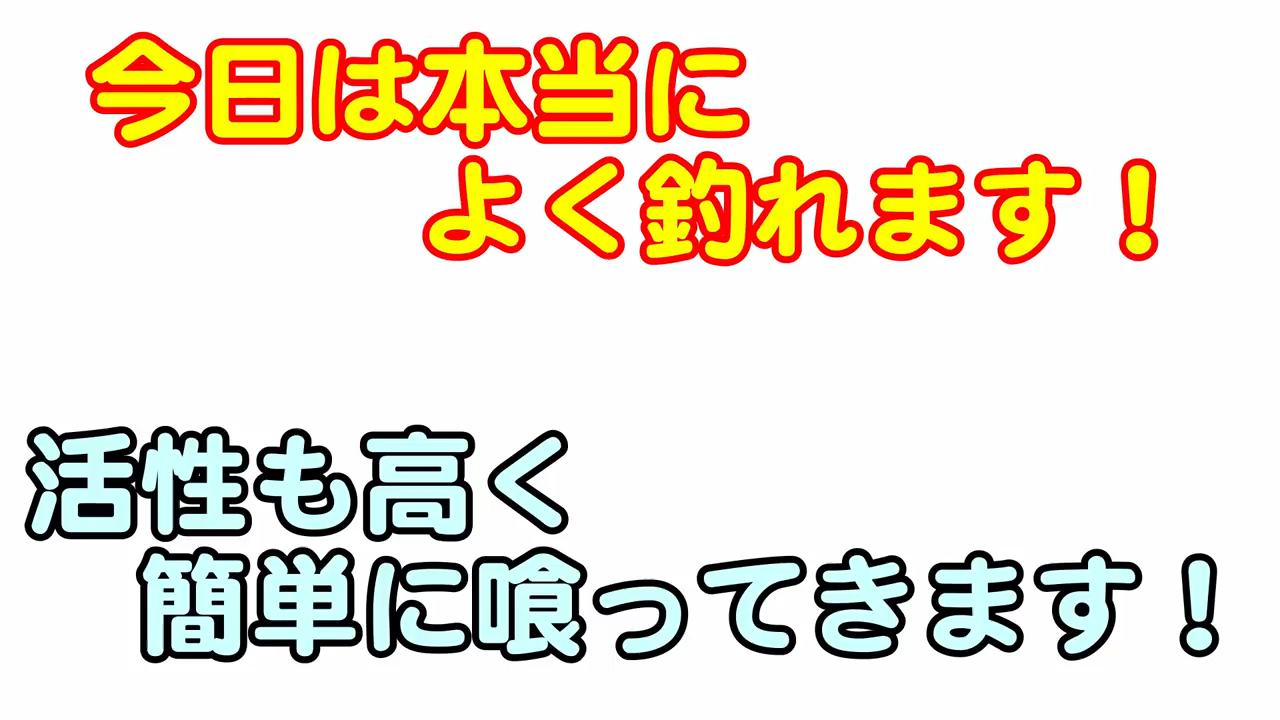 今日は本当に
よく釣れます！
活性も高く
簡単に喰ってきます！